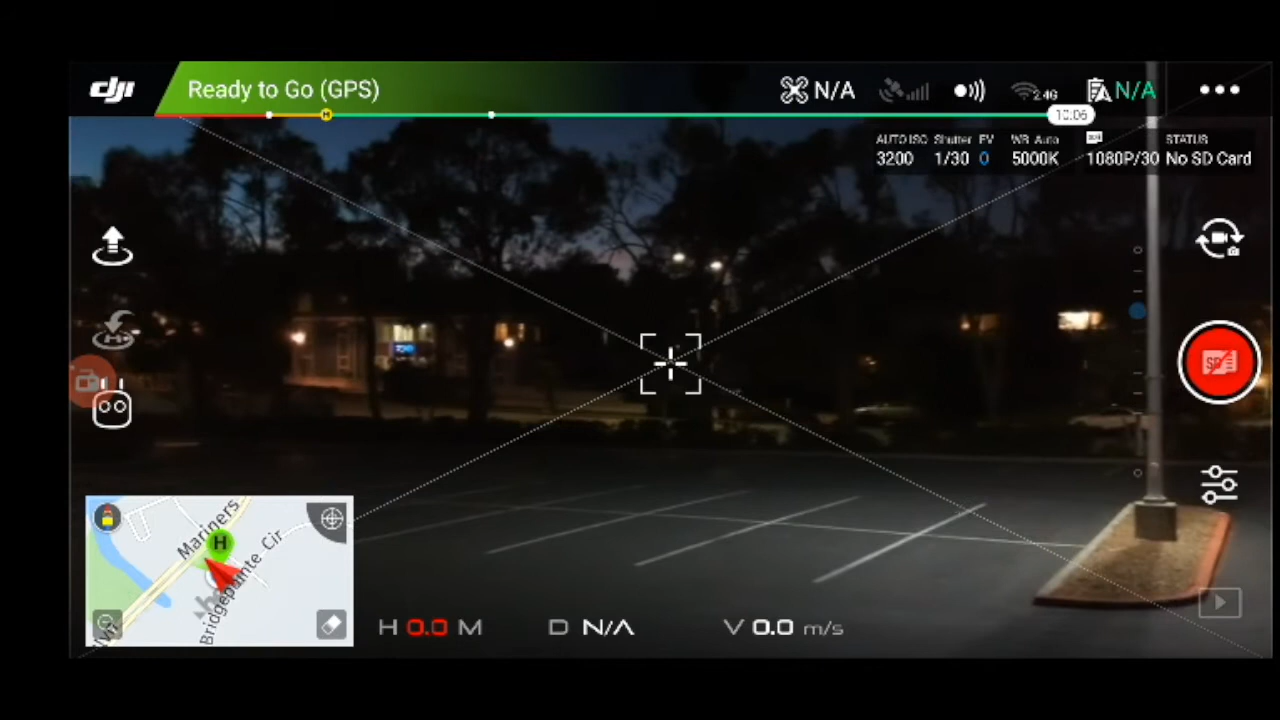 dji
Ready to Go (GPS)
N/A
2.4G
N/A
H
10:06
AUTO ISO Shutter EV WB Auto STATUS
3200 1/30 0 5000K 1080P/30 No SD Card
SD
Mariners
H
Bridgepointe Cir
H 0.0 M D N/A V 0.0 m/s